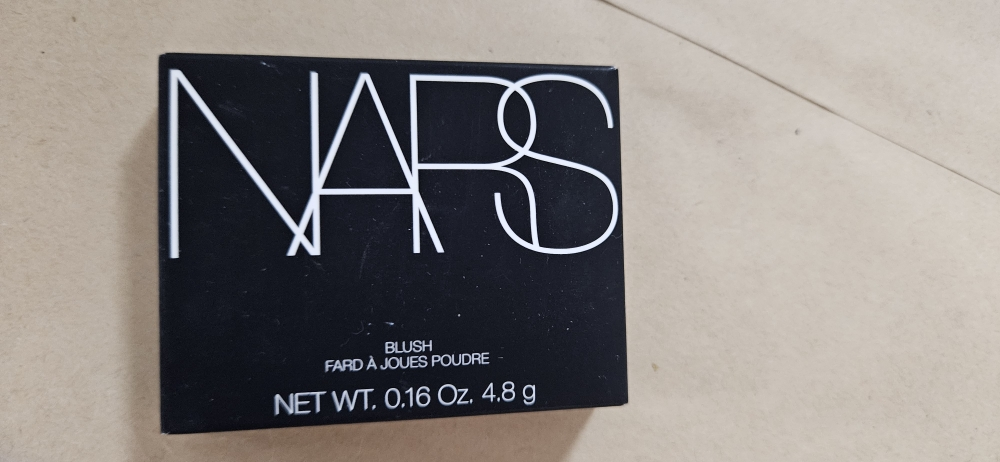 NARS
BLUSH
FARD À JOUES POUDRE
NET WT. 0.16 Oz. 4.8 g